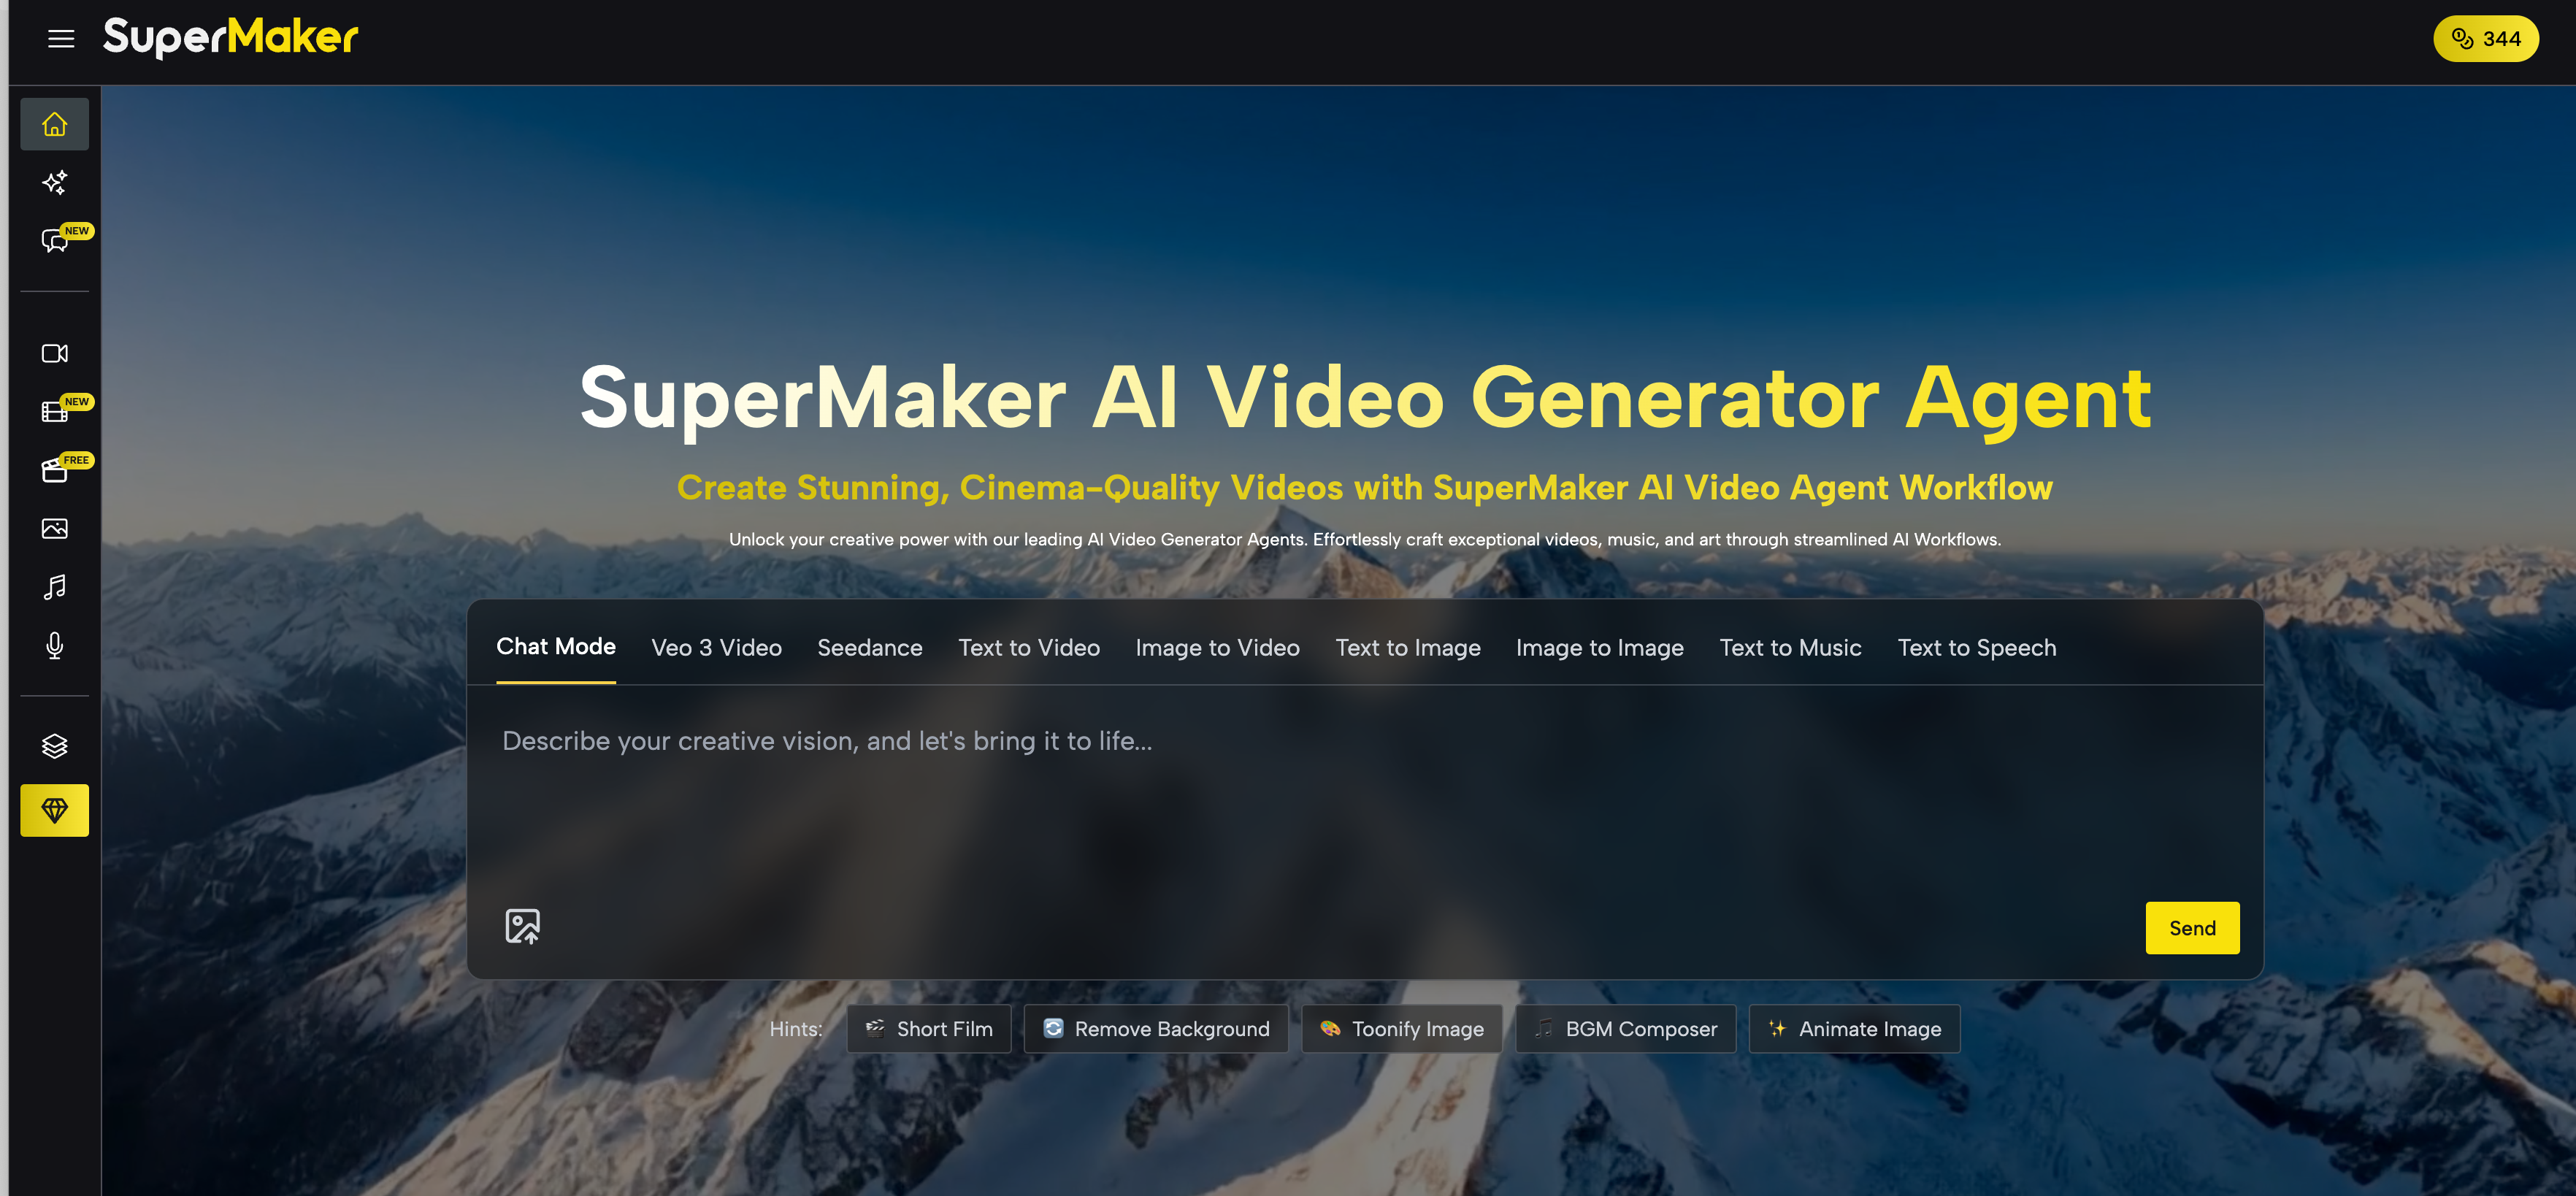 SuperMaker
344
NEW
NEW
FREE
SuperMaker AI Video Generator Agent
Create Stunning, Cinema-Quality Videos with SuperMaker AI Video Agent Workflow
Unlock your creative power with our leading AI Video Generator Agents. Effortlessly craft exceptional videos, music, and art through streamlined AI Workflows.
Chat Mode Veo 3 Video Seedance Text to Video Image to Video Text to Image Image to Image Text to Music Text to Speech
Describe your creative vision, and let's bring it to life...
Send
Hints: Short Film Remove Background Toonify Image BGM Composer Animate Image